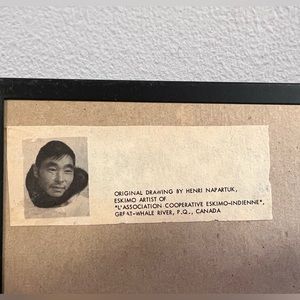 ORIGINAL DRAWING BY HENRI NAPARTUK,
ESKIMO ARTIST OF
"L'ASSOCIATION COOPERATIVE ESKIMO-INDIENNE",
GREAT-WHALE RIVER, P.Q., CANADA